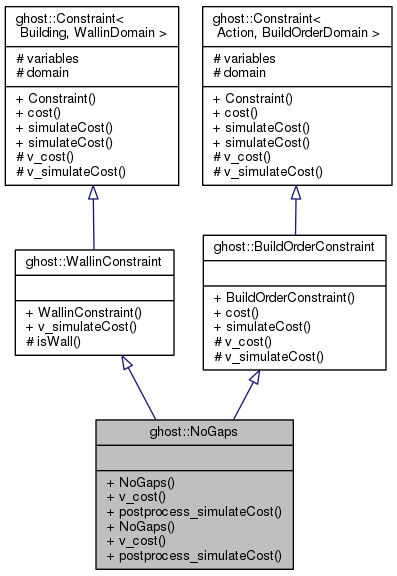 ghost::Constraint<
Building, WallinDomain >
# variables
# domain
+ Constraint()
+ cost()
+ simulateCost()
+ simulateCost()
# v_cost()
# v_simulateCost()
ghost::Constraint<
Action, BuildOrderDomain >
# variables
# domain
+ Constraint()
+ cost()
+ simulateCost()
+ simulateCost()
# v_cost()
# v_simulateCost()
ghost::WallinConstraint
+ WallinConstraint()
+ v_simulateCost()
# isWall()
ghost::BuildOrderConstraint
+ BuildOrderConstraint()
+ cost()
+ simulateCost()
# v_cost()
# v_simulateCost()
ghost::NoGaps
+ NoGaps()
+ v_cost()
+ postprocess_simulateCost()
+ NoGaps()
+ v_cost()
+ postprocess_simulateCost()